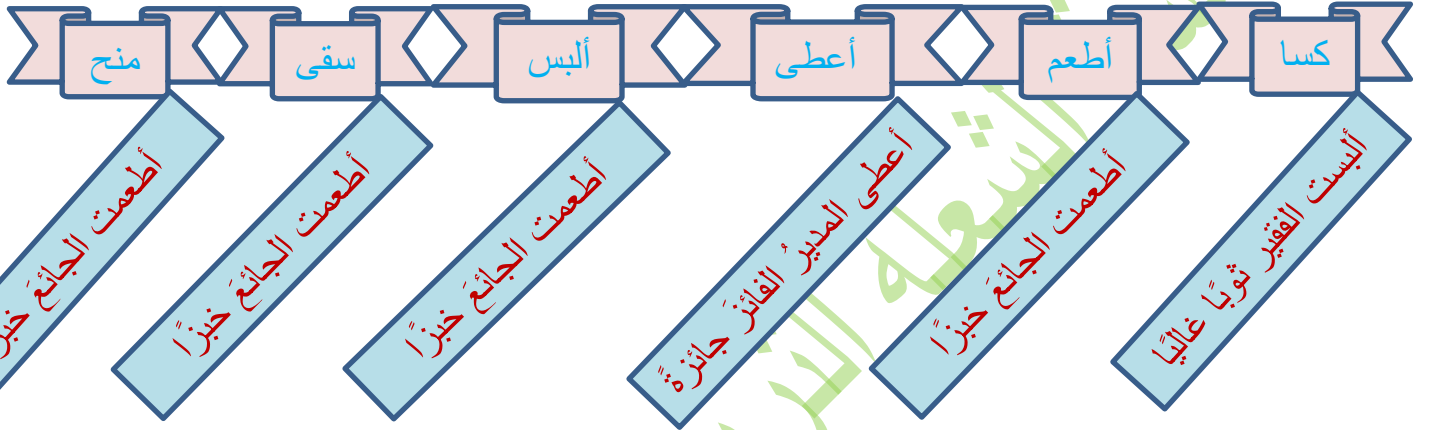 كسا
أطعم
أعطى
ألبس
سقى
منح
ألبست الفقير ثوبًا غاليًا
أطعمت الجائعَ خبزًا
أعطى المديرُ الفائزَ جائزةً
أطعمت الجائعَ خبزًا
أطعمت الجائعَ خبزًا
أطعمت الجائعَ خبز